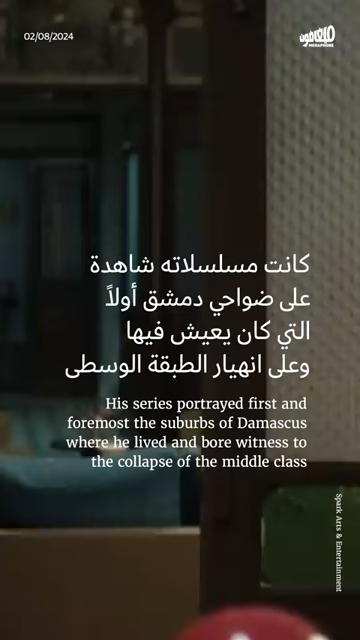 02/08/2024
ميغافون
MEGAPHONE
كانت مسلسلاته شاهدة
على ضواحي دمشق أولاً
التي كان يعيش فيها
وعلى انهيار الطبقة الوسطى
His series portrayed first and
foremost the suburbs of Damascus
where he lived and bore witness to
the collapse of the middle class
Spark Arts & Entertainment